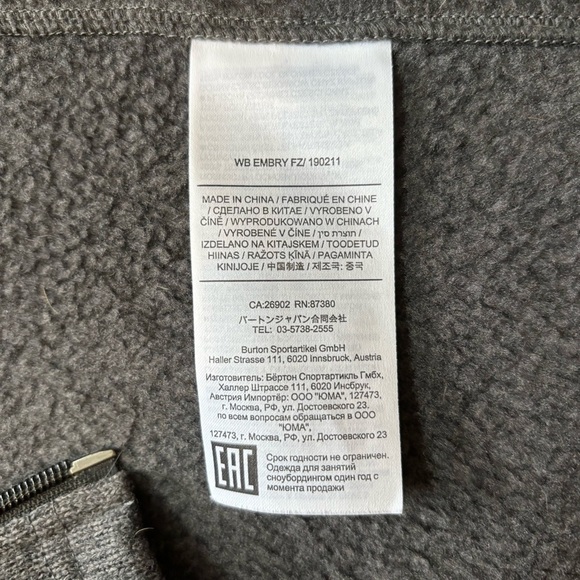 WB EMBRY FZ/ 190211
MADE IN CHINA / FABRIQUÉ EN CHINE
/ СДЕЛАНО В КИТАЕ / VYROBENO V
ČÍNĚ / WYPRODUKOWANO W CHINACH
/ VYROBENÉ V ČÍNE / תוצרת סין /
IZDELANO NA KITAJSKEM / TOODETUD
HIINAS / RAŽOTS ĶĪNĀ / PAGAMINTA
KINIJOJE / 中国制造 / 제조국: 중국
CA:26902 RN:87380
バートンジャパン合同会社
TEL: 03-5738-2555
Burton Sportartikel GmbH
Haller Strasse 111, 6020 Innsbruck, Austria
Изготовитель: Бёртон Спортартикль Гмбх,
Халлер Штрассе 111, 6020 Инсбрук,
Австрия Импортёр: ООО "ЮМА", 127473,
г. Москва, РФ, ул. Достоевского 23.
по всем вопросам обращаться в ООО
"ЮМА",
127473, г. Москва, РФ, ул. Достоевского 23
EAC
Срок годности не ограничен.
Одежда для занятий
сноубордингом один год с
момента продажи